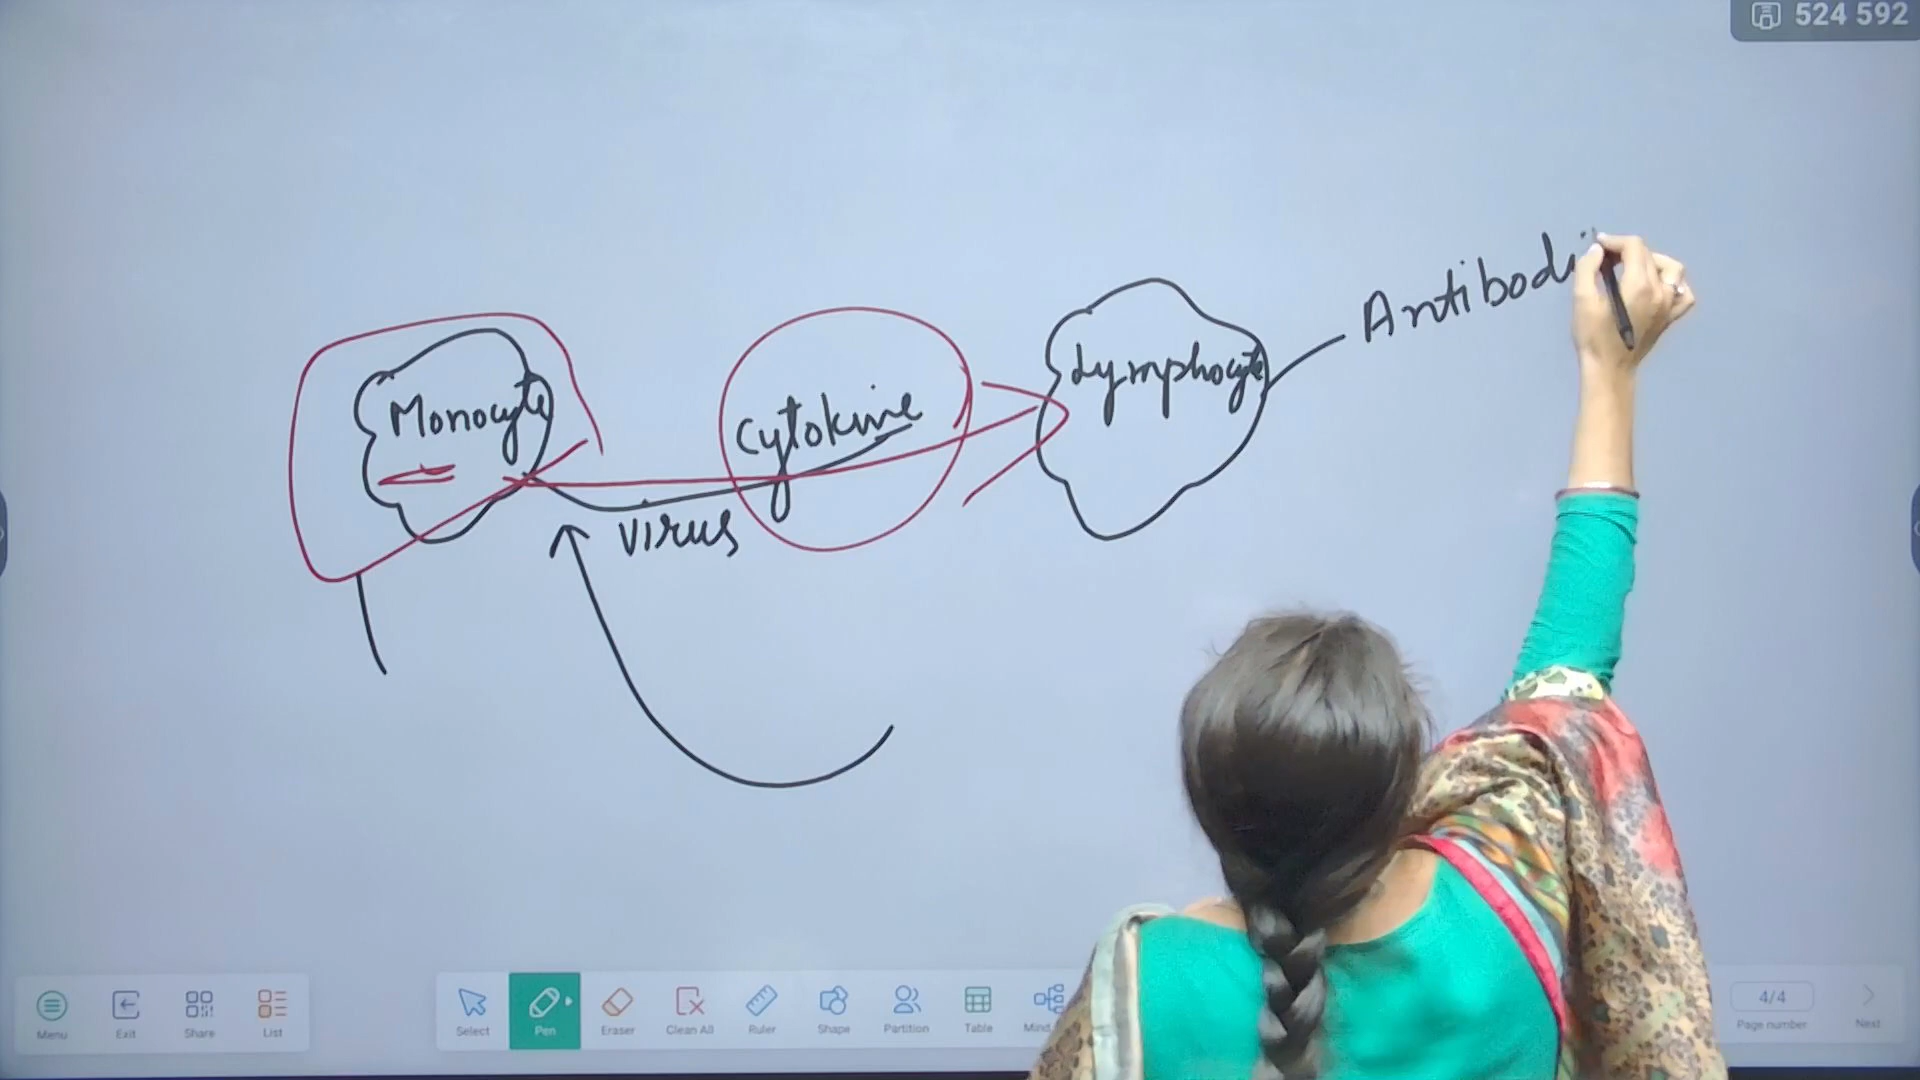 524 592
Antibodi
Lymphocyte
Monocyte
Cytokine
virus
Menu
Exit
Share
List
Select
Pen
Eraser
Clean All
Ruler
Shape
Partition
Table
Mind
4/4
Page number
Next